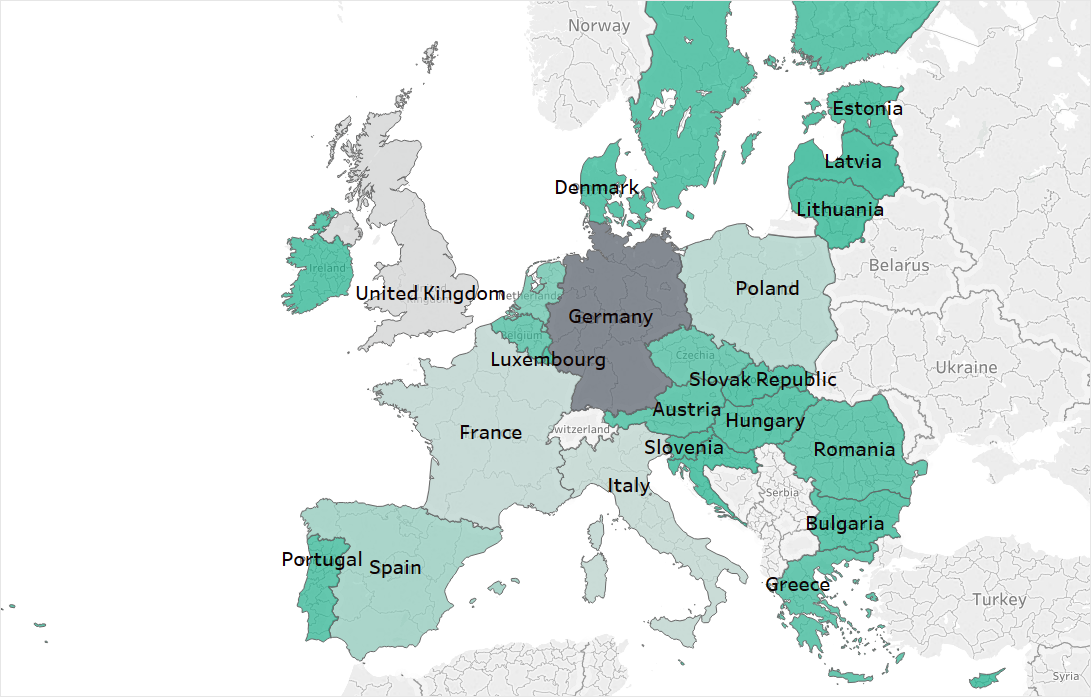 Norway
Estonia
Latvia
Denmark
Lithuania
Belarus
Ireland
Poland
United Kingdom
Netherlands
Germany
Belgium
Czechia
Luxembourg
Ukraine
Slovak Republic
Austria
Hungary
France
Switzerland
Slovenia
Romania
Italy
Serbia
Bulgaria
Portugal
Spain
Greece
Turkey
Syria